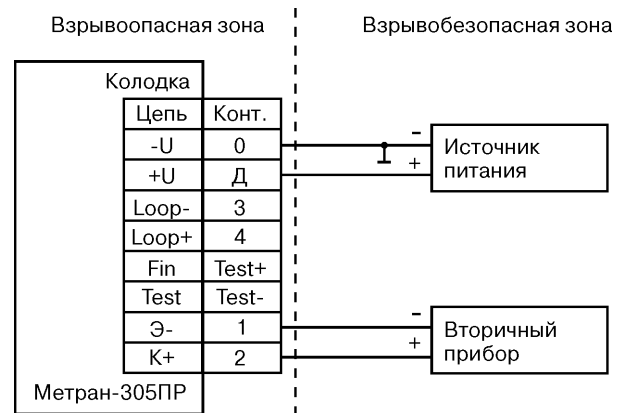 Взрывоопасная зона
Взрывобезопасная зона
Колодка
Цепь Конт.
-U 0
+U Д
Loop- 3
Loop+ 4
Fin Test+
Test Test-
Э- 1
К+ 2
Метран-305ПР
-
+
Источник
питания
-
+
Вторичный
прибор